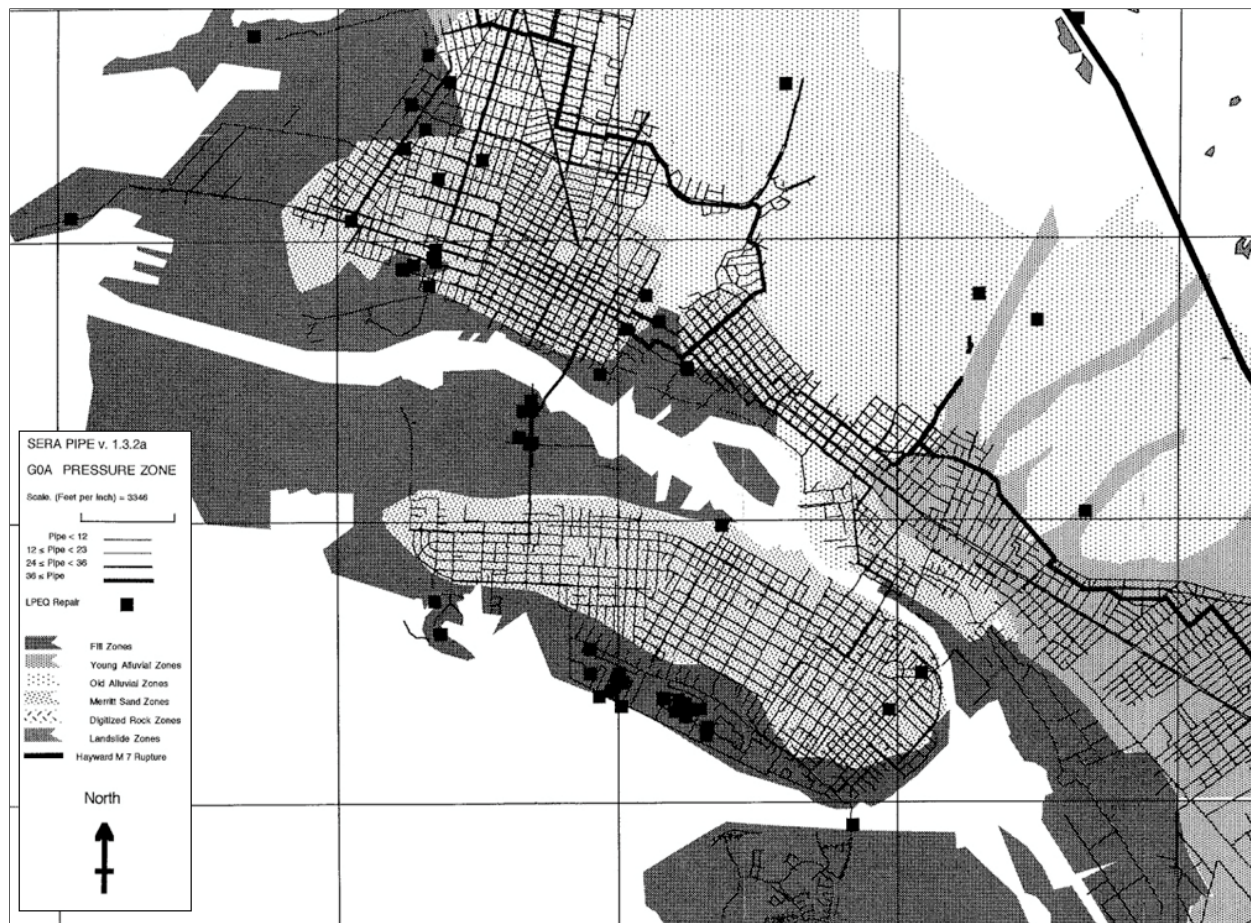 SERA PIPE v. 1.3.2a
G0A PRESSURE ZONE
Scale. (Feet per Inch) = 3346
Pipe < 12
12 ≤ Pipe < 23
24 ≤ Pipe < 36
36 ≤ Pipe
LPEQ Repair
Fill Zones
Young Alluvial Zones
Old Alluvial Zones
Merritt Sand Zones
Digitized Rock Zones
Landslide Zones
Hayward M 7 Rupture
North